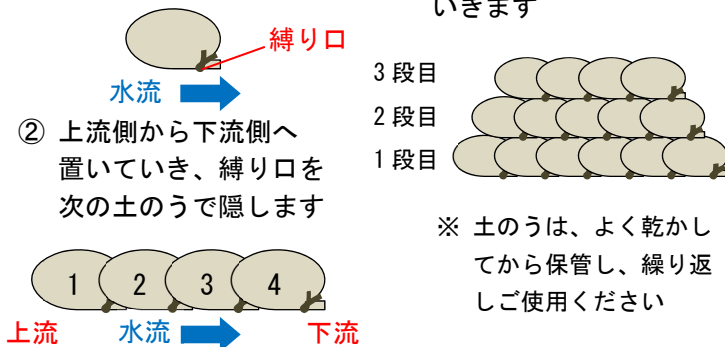 縛り口
水流
② 上流側から下流側へ
置いていき、縛り口を
次の土のうで隠します
1 2 3 4
上流 水流 下流
いきます
3段目
2段目
1段目
※ 土のうは、よく乾かし
てから保管し、繰り返
しご使用ください